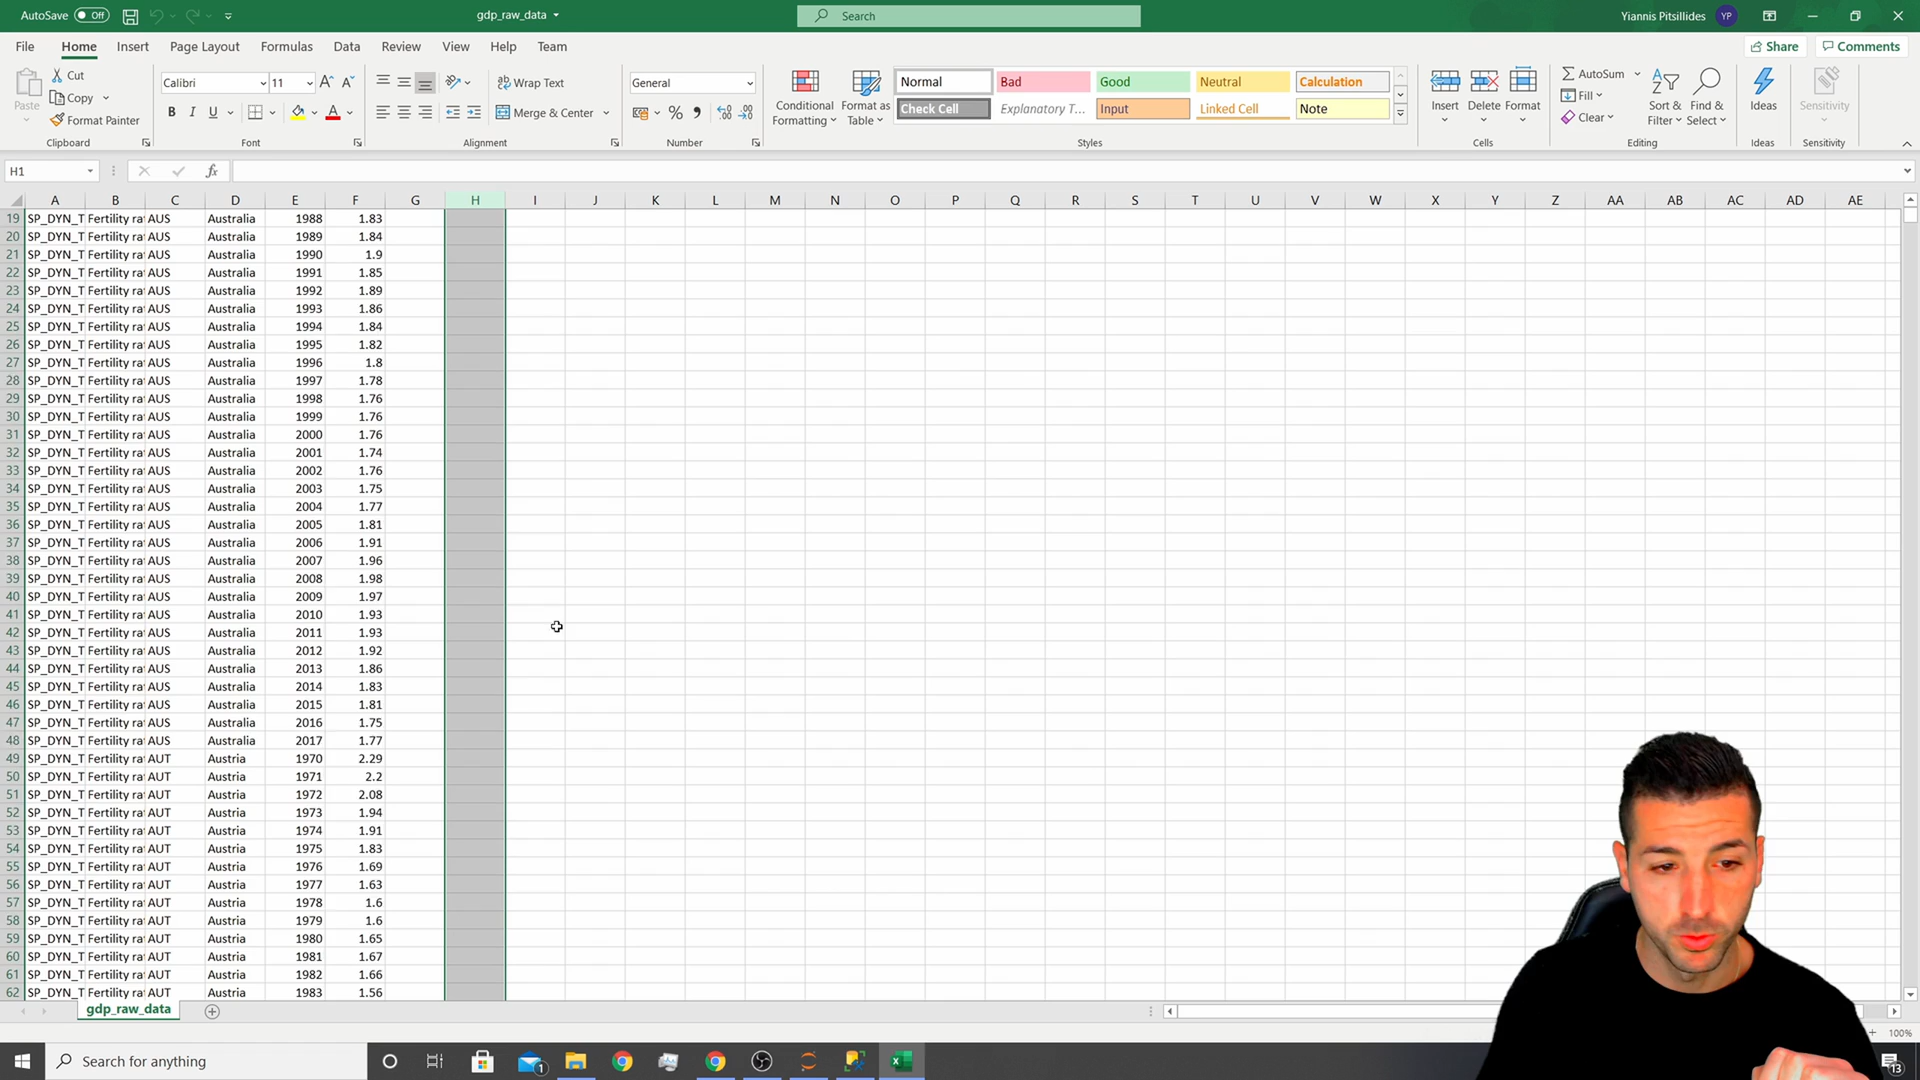 AutoSave Off gdp_raw_data Search Yiannis Pitsillides YP
File Home Insert Page Layout Formulas Data Review View Help Team Share Comments
Cut Calibri 11 Wrap Text General Normal Bad Good Neutral Calculation AutoSum
Paste Copy Conditional Formatting Format as Table Insert Delete Format Fill Sort & Filter Find & Select Ideas Sensitivity
Format Painter B I U Merge & Center Check Cell Explanatory T... Input Linked Cell Note Clear
Clipboard Font Alignment Number Styles Cells Editing Ideas Sensitivity
H1 fx
A B C D E F G H I J K L M N O P Q R S T U V W X Y Z AA AB AC AD AE
19 SP_DYN_T Fertility ra AUS Australia 1988 1.83
20 SP_DYN_T Fertility ra AUS Australia 1989 1.84
21 SP_DYN_T Fertility ra AUS Australia 1990 1.9
22 SP_DYN_T Fertility ra AUS Australia 1991 1.85
23 SP_DYN_T Fertility ra AUS Australia 1992 1.89
24 SP_DYN_T Fertility ra AUS Australia 1993 1.86
25 SP_DYN_T Fertility ra AUS Australia 1994 1.84
26 SP_DYN_T Fertility ra AUS Australia 1995 1.82
27 SP_DYN_T Fertility ra AUS Australia 1996 1.8
28 SP_DYN_T Fertility ra AUS Australia 1997 1.78
29 SP_DYN_T Fertility ra AUS Australia 1998 1.76
30 SP_DYN_T Fertility ra AUS Australia 1999 1.76
31 SP_DYN_T Fertility ra AUS Australia 2000 1.76
32 SP_DYN_T Fertility ra AUS Australia 2001 1.74
33 SP_DYN_T Fertility ra AUS Australia 2002 1.76
34 SP_DYN_T Fertility ra AUS Australia 2003 1.75
35 SP_DYN_T Fertility ra AUS Australia 2004 1.77
36 SP_DYN_T Fertility ra AUS Australia 2005 1.81
37 SP_DYN_T Fertility ra AUS Australia 2006 1.91
38 SP_DYN_T Fertility ra AUS Australia 2007 1.96
39 SP_DYN_T Fertility ra AUS Australia 2008 1.98
40 SP_DYN_T Fertility ra AUS Australia 2009 1.97
41 SP_DYN_T Fertility ra AUS Australia 2010 1.93
42 SP_DYN_T Fertility ra AUS Australia 2011 1.93
43 SP_DYN_T Fertility ra AUS Australia 2012 1.92
44 SP_DYN_T Fertility ra AUS Australia 2013 1.86
45 SP_DYN_T Fertility ra AUS Australia 2014 1.83
46 SP_DYN_T Fertility ra AUS Australia 2015 1.81
47 SP_DYN_T Fertility ra AUS Australia 2016 1.75
48 SP_DYN_T Fertility ra AUS Australia 2017 1.77
49 SP_DYN_T Fertility ra AUT Austria 1970 2.29
50 SP_DYN_T Fertility ra AUT Austria 1971 2.2
51 SP_DYN_T Fertility ra AUT Austria 1972 2.08
52 SP_DYN_T Fertility ra AUT Austria 1973 1.94
53 SP_DYN_T Fertility ra AUT Austria 1974 1.91
54 SP_DYN_T Fertility ra AUT Austria 1975 1.83
55 SP_DYN_T Fertility ra AUT Austria 1976 1.69
56 SP_DYN_T Fertility ra AUT Austria 1977 1.63
57 SP_DYN_T Fertility ra AUT Austria 1978 1.6
58 SP_DYN_T Fertility ra AUT Austria 1979 1.6
59 SP_DYN_T Fertility ra AUT Austria 1980 1.65
60 SP_DYN_T Fertility ra AUT Austria 1981 1.67
61 SP_DYN_T Fertility ra AUT Austria 1982 1.66
62 SP_DYN_T Fertility ra AUT Austria 1983 1.56
gdp_raw_data
100%
Search for anything 1 13